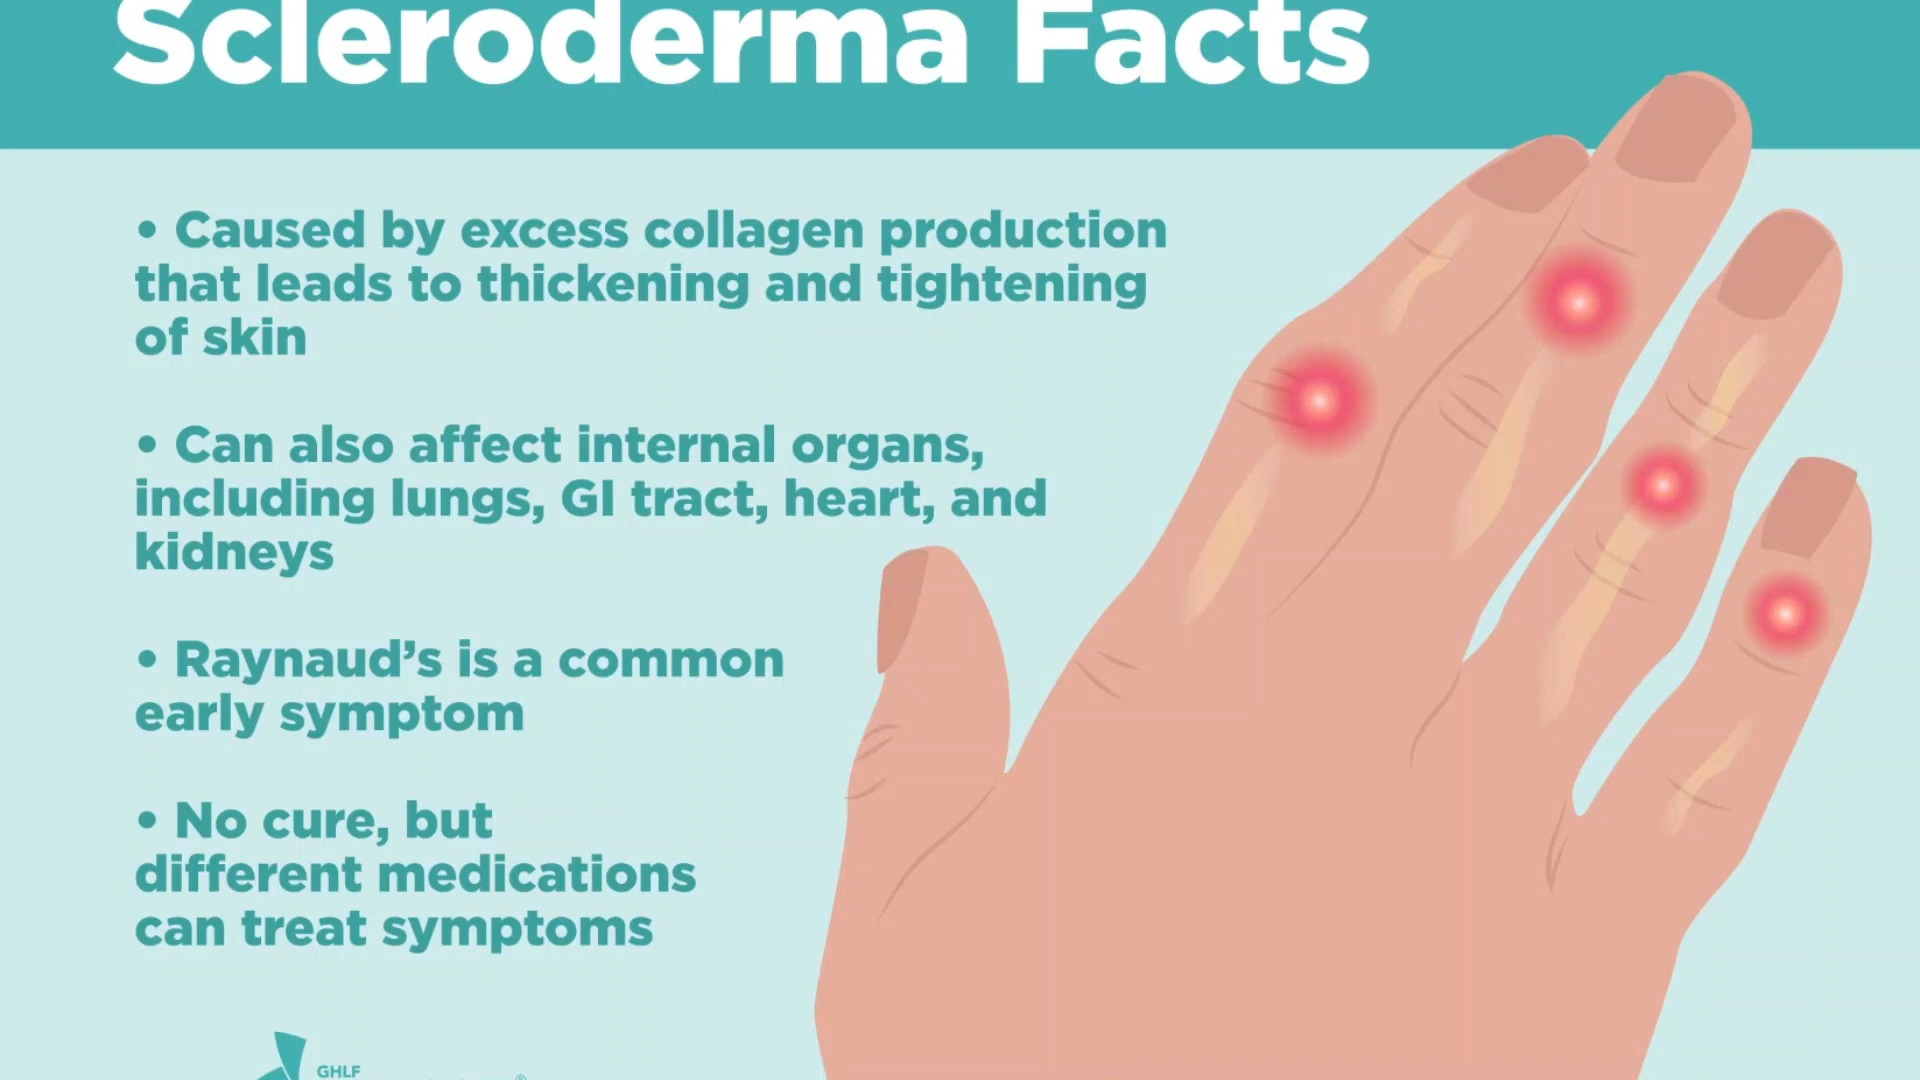 Scleroderma Facts
• Caused by excess collagen production
that leads to thickening and tightening
of skin
• Can also affect internal organs,
including lungs, GI tract, heart, and
kidneys
• Raynaud’s is a common
early symptom
• No cure, but
different medications
can treat symptoms
GHLF
®